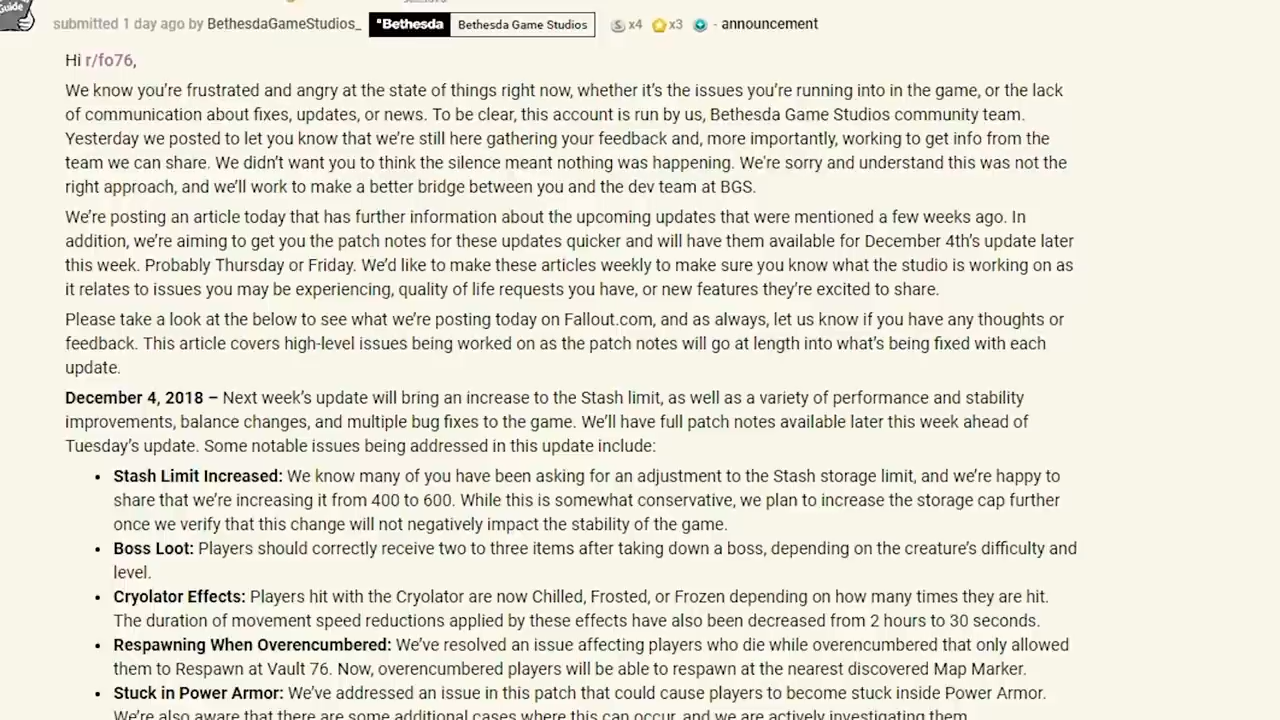 Guide
submitted 1 day ago by BethesdaGameStudios_ *Bethesda Bethesda Game Studios x4 x3 - announcement
Hi r/fo76,
We know you're frustrated and angry at the state of things right now, whether it's the issues you're running into in the game, or the lack
of communication about fixes, updates, or news. To be clear, this account is run by us, Bethesda Game Studios community team.
Yesterday we posted to let you know that we're still here gathering your feedback and, more importantly, working to get info from the
team we can share. We didn't want you to think the silence meant nothing was happening. We're sorry and understand this was not the
right approach, and we'll work to make a better bridge between you and the dev team at BGS.
We're posting an article today that has further information about the upcoming updates that were mentioned a few weeks ago. In
addition, we're aiming to get you the patch notes for these updates quicker and will have them available for December 4th's update later
this week. Probably Thursday or Friday. We'd like to make these articles weekly to make sure you know what the studio is working on as
it relates to issues you may be experiencing, quality of life requests you have, or new features they're excited to share.
Please take a look at the below to see what we're posting today on Fallout.com, and as always, let us know if you have any thoughts or
feedback. This article covers high-level issues being worked on as the patch notes will go at length into what's being fixed with each
update.
December 4, 2018 – Next week's update will bring an increase to the Stash limit, as well as a variety of performance and stability
improvements, balance changes, and multiple bug fixes to the game. We'll have full patch notes available later this week ahead of
Tuesday's update. Some notable issues being addressed in this update include:
• Stash Limit Increased: We know many of you have been asking for an adjustment to the Stash storage limit, and we're happy to
share that we're increasing it from 400 to 600. While this is somewhat conservative, we plan to increase the storage cap further
once we verify that this change will not negatively impact the stability of the game.
• Boss Loot: Players should correctly receive two to three items after taking down a boss, depending on the creature's difficulty and
level.
• Cryolator Effects: Players hit with the Cryolator are now Chilled, Frosted, or Frozen depending on how many times they are hit.
The duration of movement speed reductions applied by these effects have also been decreased from 2 hours to 30 seconds.
• Respawning When Overencumbered: We've resolved an issue affecting players who die while overencumbered that only allowed
them to Respawn at Vault 76. Now, overencumbered players will be able to respawn at the nearest discovered Map Marker.
• Stuck in Power Armor: We've addressed an issue in this patch that could cause players to become stuck inside Power Armor.
We're also aware that there are some additional cases where this can occur, and we are actively investigating them.